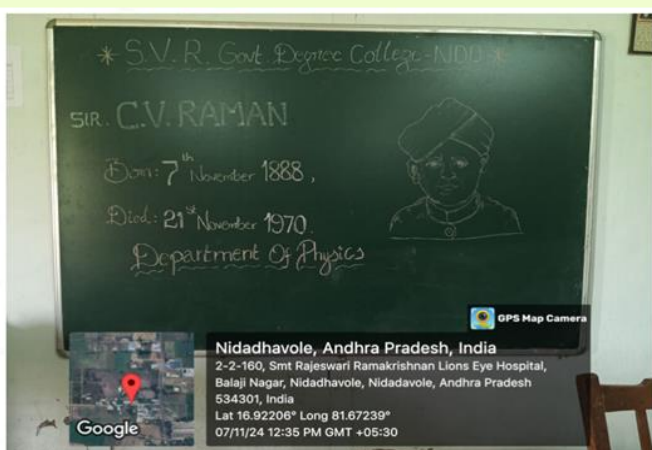 * S.V.R. Govt. Degree College-NDD *
SIR. C.V. RAMAN
Born: 7th November 1888,
Died: 21st November 1970.
Department Of Physics
GPS Map Camera
Nidadhavole, Andhra Pradesh, India
2-2-160, Smt Rajeswari Ramakrishnan Lions Eye Hospital,
Balaji Nagar, Nidadhavole, Nidadavole, Andhra Pradesh
534301, India
Lat 16.92206° Long 81.67239°
07/11/24 12:35 PM GMT +05:30
Google